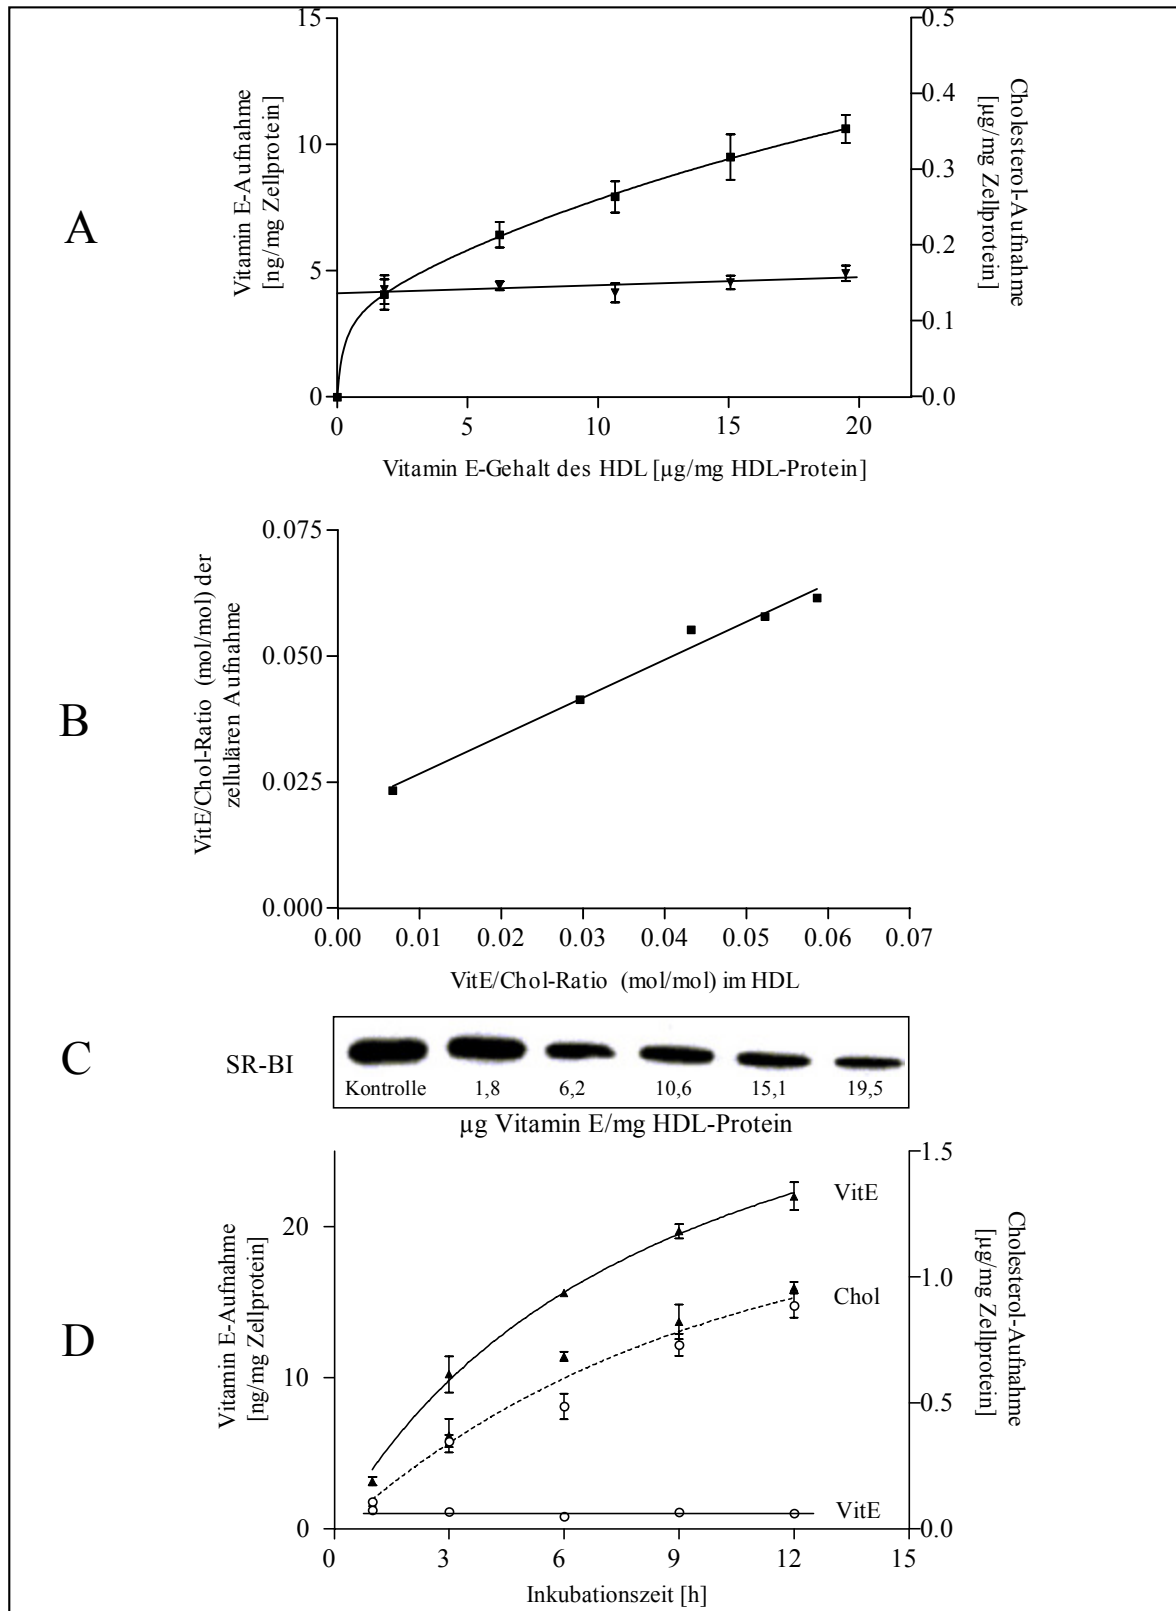 A
15
10
5
0
Vitamin E-Aufnahme
[ng/mg Zellprotein]
0.5
0.4
0.3
0.2
0.1
0.0
Cholesterol-Aufnahme
[µg/mg Zellprotein]
0 5 10 15 20
Vitamin E-Gehalt des HDL [µg/mg HDL-Protein]
B
0.075
0.050
0.025
0.000
VitE/Chol-Ratio (mol/mol) der
zellulären Aufnahme
0.00 0.01 0.02 0.03 0.04 0.05 0.06 0.07
VitE/Chol-Ratio (mol/mol) im HDL
C
SR-BI
Kontrolle 1,8 6,2 10,6 15,1 19,5
µg Vitamin E/mg HDL-Protein
D
20
10
0
Vitamin E-Aufnahme
[ng/mg Zellprotein]
VitE
Chol
VitE
1.5
1.0
0.5
0.0
Cholesterol-Aufnahme
[µg/mg Zellprotein]
0 3 6 9 12 15
Inkubationszeit [h]